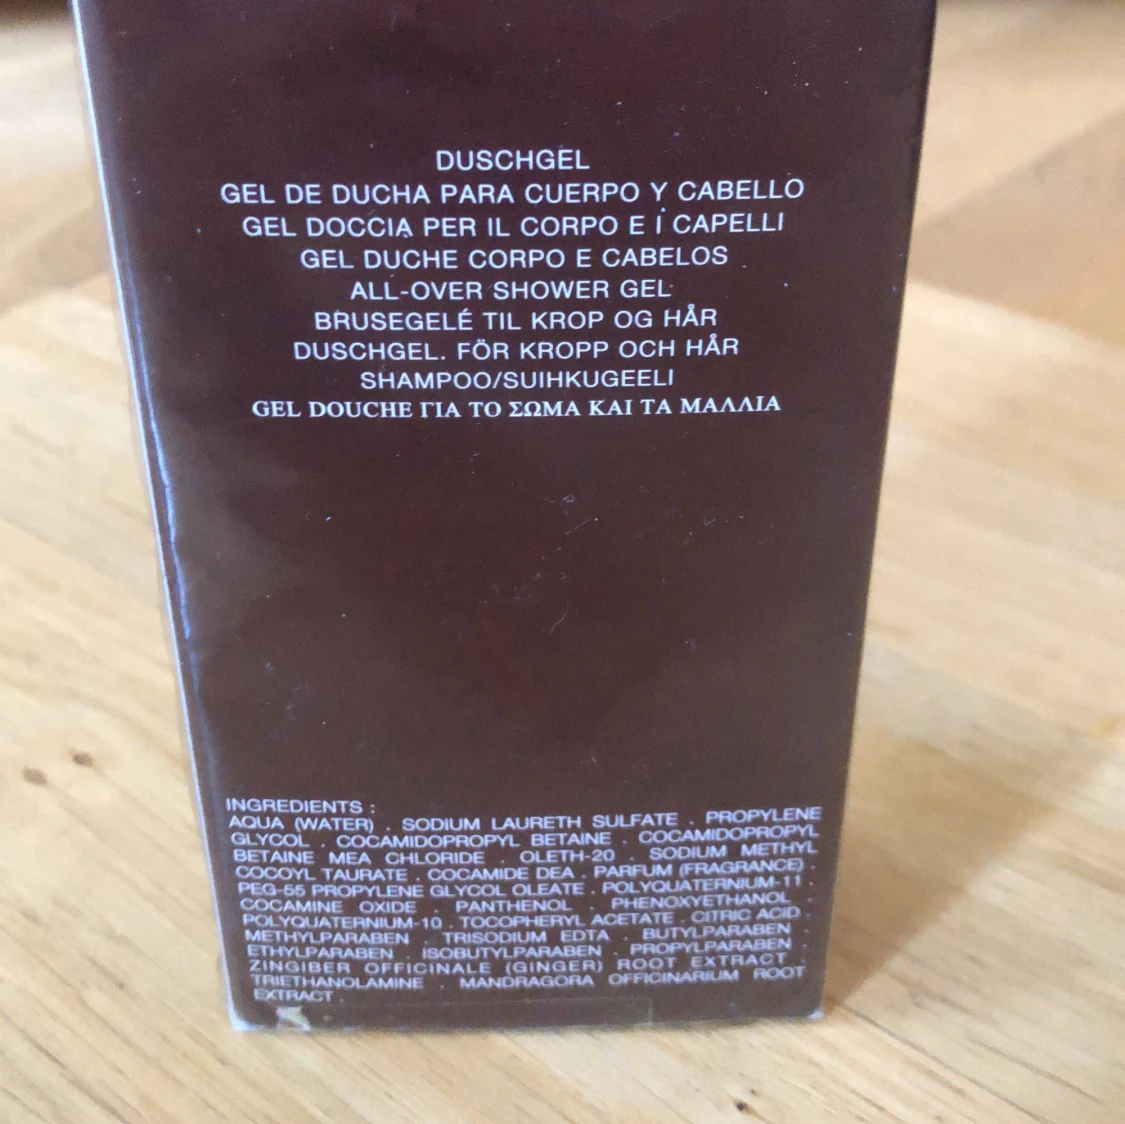 DUSCHGEL
GEL DE DUCHA PARA CUERPO Y CABELLO
GEL DOCCIA PER IL CORPO E I CAPELLI
GEL DUCHE CORPO E CABELOS
ALL-OVER SHOWER GEL
BRUSEGELÉ TIL KROP OG HÅR
DUSCHGEL. FÖR KROPP OCH HÅR
SHAMPOO/SUIHKUGEELI
GEL DOUCHE ΓΙΑ ΤΟ ΣΩΜΑ ΚΑΙ ΤΑ ΜΑΛΛΙΑ
INGREDIENTS :
AQUA (WATER) . SODIUM LAURETH SULFATE . PROPYLENE
GLYCOL . COCAMIDOPROPYL BETAINE . COCAMIDOPROPYL
BETAINE MEA CHLORIDE . OLETH-20 . SODIUM METHYL
COCOYL TAURATE . COCAMIDE DEA . PARFUM (FRAGRANCE) .
PEG-55 PROPYLENE GLYCOL OLEATE . POLYQUATERNIUM-11 .
COCAMINE OXIDE . PANTHENOL . PHENOXYETHANOL .
POLYQUATERNIUM-10 . TOCOPHERYL ACETATE . CITRIC ACID .
METHYLPARABEN . TRISODIUM EDTA . BUTYLPARABEN .
ETHYLPARABEN . ISOBUTYLPARABEN . PROPYLPARABEN .
ZINGIBER OFFICINALE (GINGER) ROOT EXTRACT .
TRIETHANOLAMINE . MANDRAGORA OFFICINARIUM ROOT
EXTRACT